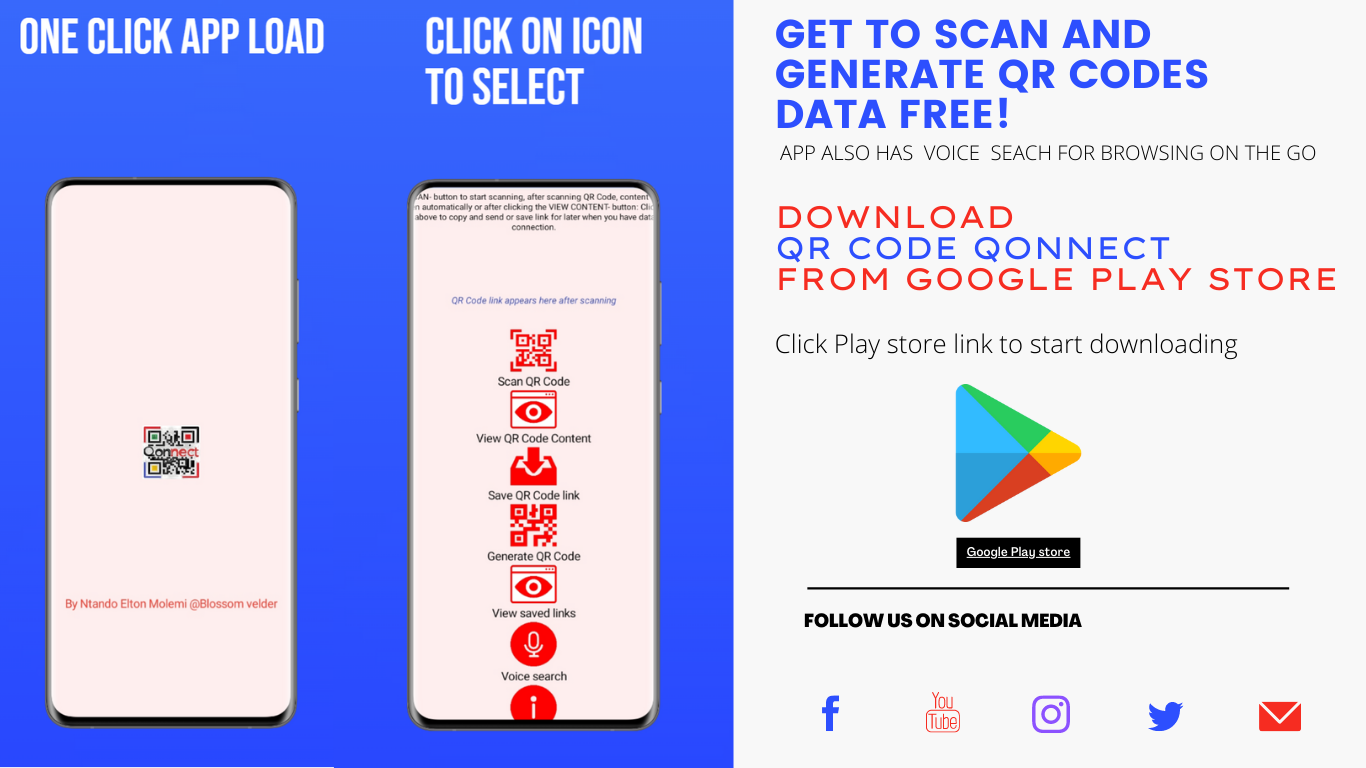 ONE CLICK APP LOAD
CLICK ON ICON
TO SELECT
AN- button to start scanning, after scanning QR Code, content
n automatically or after clicking the VIEW CONTENT- button: Clic
above to copy and send or save link for later when you have data
connection.
QR Code link appears here after scanning
Scan QR Code
View QR Code Content
Save QR Code link
Generate QR Code
View saved links
Voice search
i
Qonnect
By Ntando Elton Molemi @Blossom velder
GET TO SCAN AND
GENERATE QR CODES
DATA FREE!
APP ALSO HAS VOICE SEACH FOR BROWSING ON THE GO
DOWNLOAD
QR CODE QONNECT
FROM GOOGLE PLAY STORE
Click Play store link to start downloading
Google Play store
FOLLOW US ON SOCIAL MEDIA
f
You
Tube